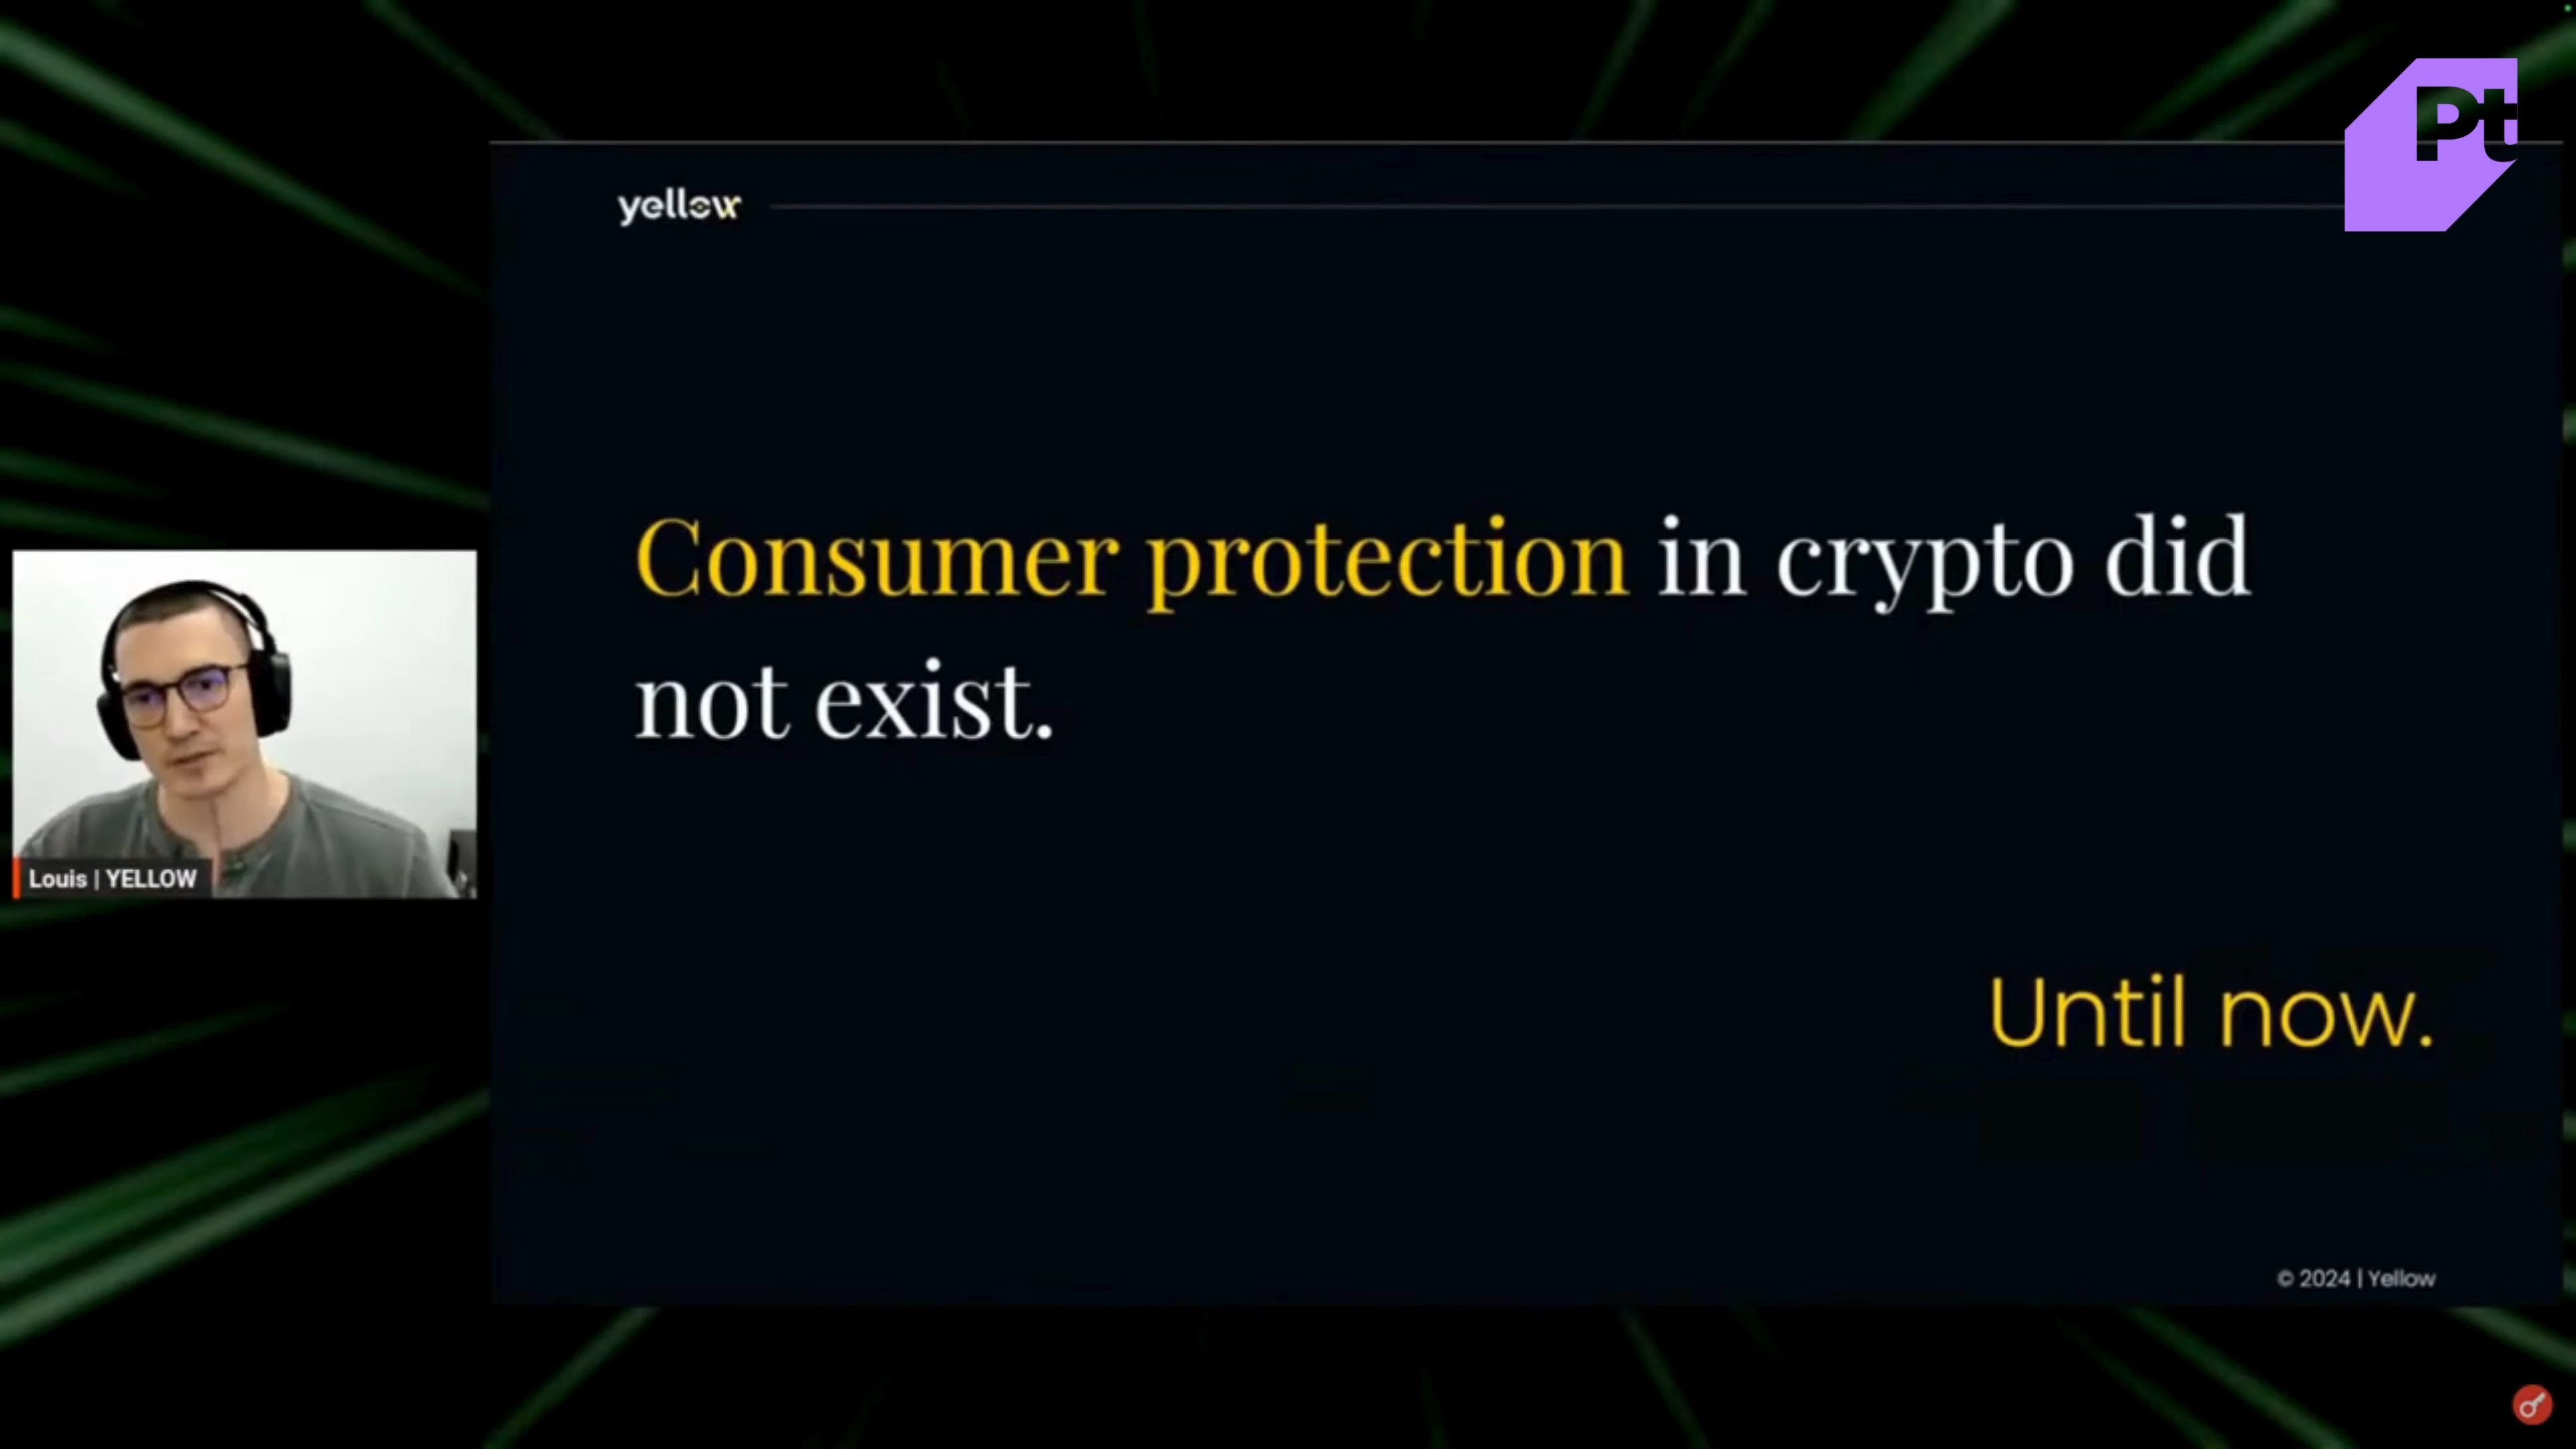 Pt
yellow
Consumer protection in crypto did
not exist.
Louis | YELLOW
Until now.
© 2024 | Yellow